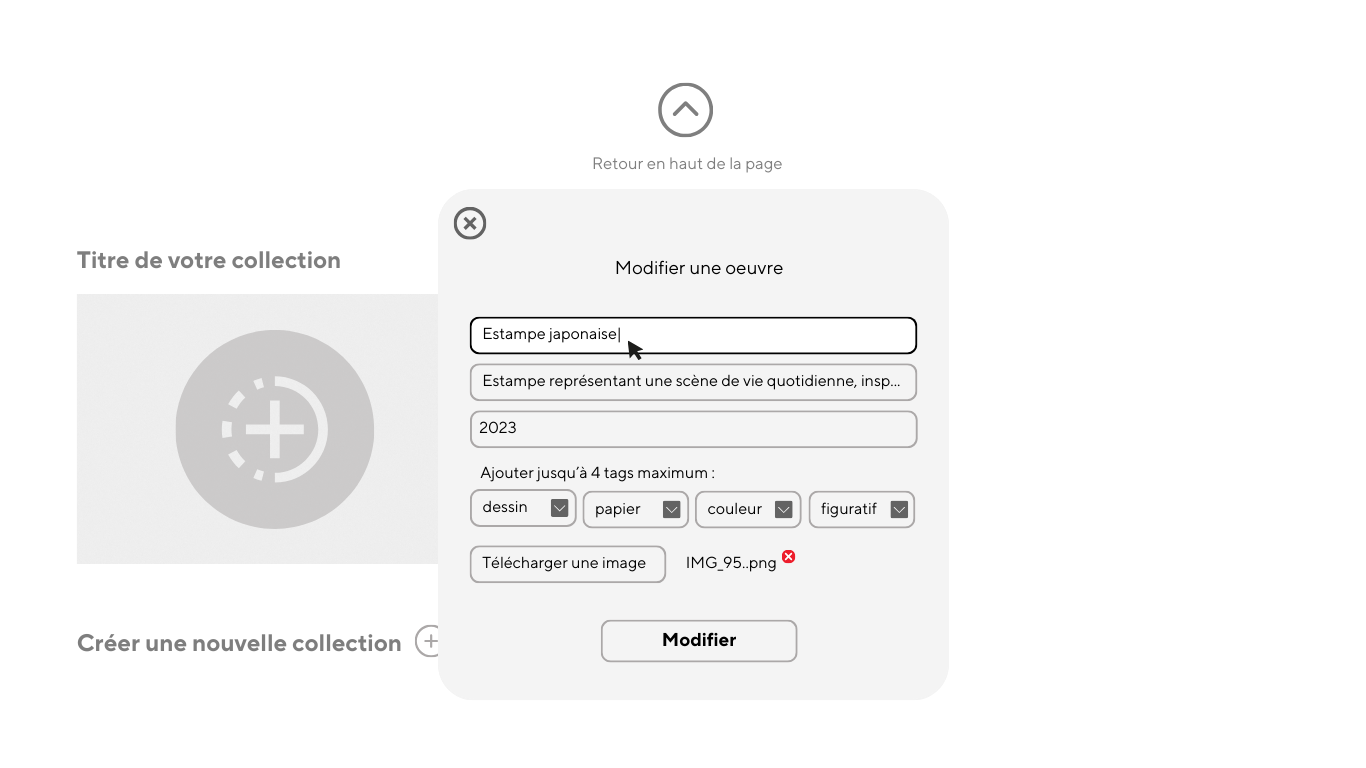 Retour en haut de la page
Titre de votre collection
Modifier une oeuvre
Estampe japonaise
Estampe représentant une scène de vie quotidienne, insp...
2023
Ajouter jusqu'à 4 tags maximum :
dessin papier couleur figuratif
Télécharger une image IMG_95..png
Créer une nouvelle collection
Modifier